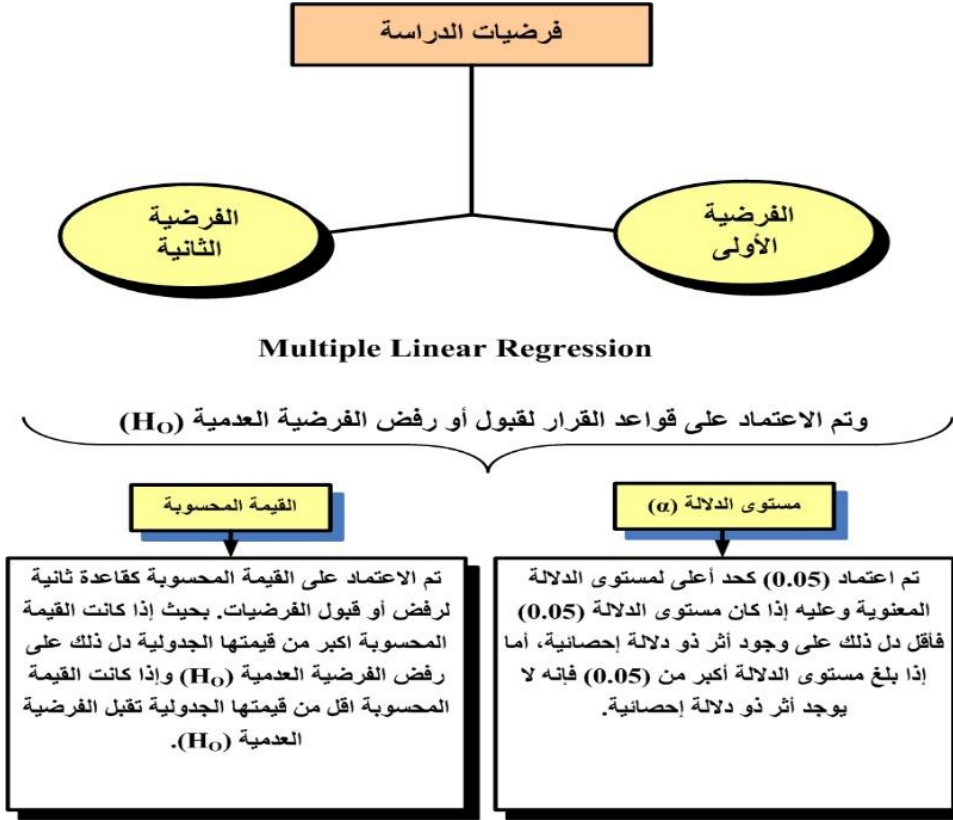 فرضيات الدراسة
الفرضية
الأولى
الفرضية
الثانية
Multiple Linear Regression
وتم الاعتماد على قواعد القرار لقبول أو رفض الفرضية العدمية (HO)
مستوى الدلالة (α)
تم اعتماد (0.05) كحد أعلى لمستوى الدلالة
المعنوية وعليه إذا كان مستوى الدلالة (0.05)
فأقل دل ذلك على وجود أثر ذو دلالة إحصائية، أما
إذا بلغ مستوى الدلالة أكبر من (0.05) فإنه لا
يوجد أثر ذو دلالة إحصائية.
القيمة المحسوبة
تم الاعتماد على القيمة المحسوبة كقاعدة ثانية
لرفض أو قبول الفرضيات. بحيث إذا كانت القيمة
المحسوبة اكبر من قيمتها الجدولية دل ذلك على
رفض الفرضية العدمية (HO) وإذا كانت القيمة
المحسوبة اقل من قيمتها الجدولية تقبل الفرضية
العدمية (HO).